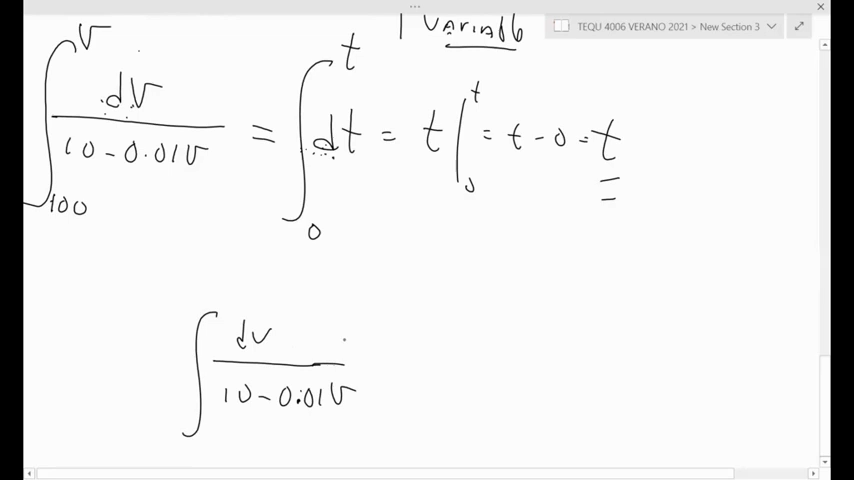 TEQU 4006 VERANO 2021 > New Section 3
1 Variab
∫₁₀₀^V dV / (10 - 0.01V) = ∫₀^t dt = t |₀^t = t - 0 = t
∫ dv / (10 - 0.01V)